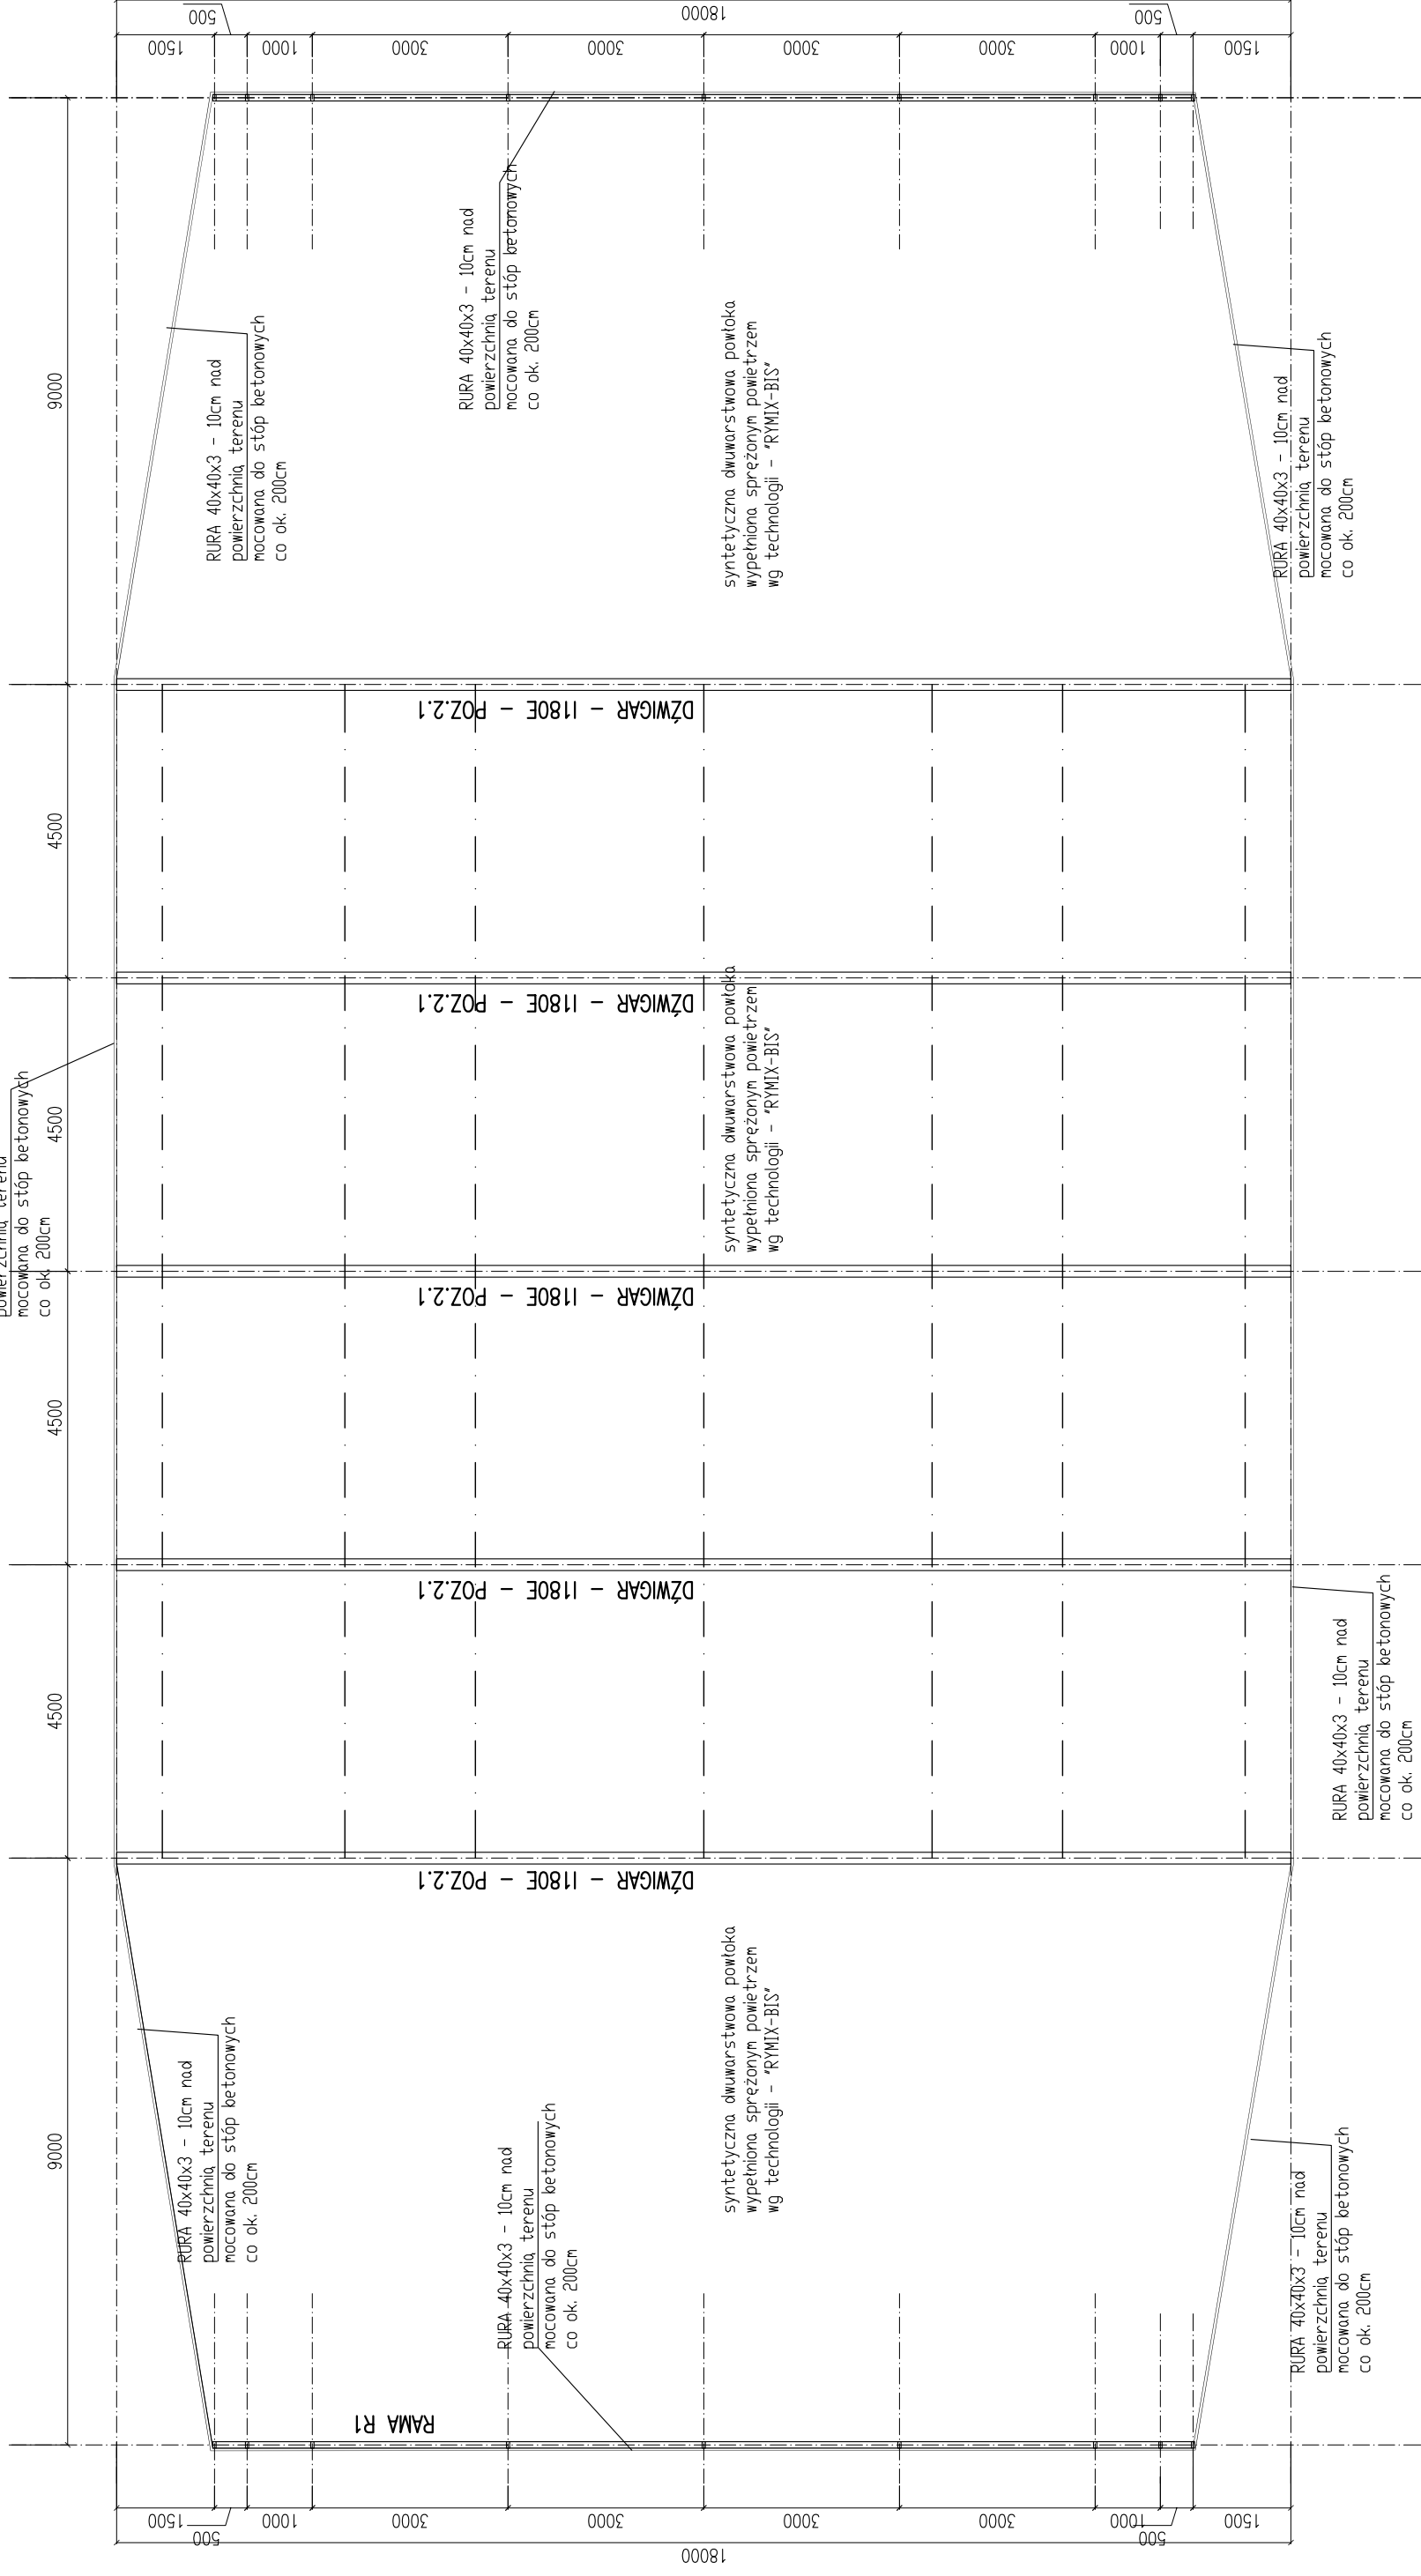 18000
500
500
1500
1000
3000
3000
3000
3000
1000
1500
9000
RURA 40x40x3 - 10cm nad
powierzchnią terenu
mocowana do stóp betonowych
co ok. 200cm
RURA 40x40x3 - 10cm nad
powierzchnią terenu
mocowana do stóp betonowych
co ok. 200cm
syntetyczna dwuwarstwowa powłoka
wypełniona sprężonym powietrzem
wg technologii - "RYMIX-BIS"
RURA 40x40x3 - 10cm nad
powierzchnią terenu
mocowana do stóp betonowych
co ok. 200cm
DŹWIGAR - I180E - POZ.2.1
4500
DŹWIGAR - I180E - POZ.2.1
powierzchnią terenu
mocowana do stóp betonowych
co ok. 200cm
4500
syntetyczna dwuwarstwowa powłoka
wypełniona sprężonym powietrzem
wg technologii - "RYMIX-BIS"
DŹWIGAR - I180E - POZ.2.1
4500
DŹWIGAR - I180E - POZ.2.1
4500
RURA 40x40x3 - 10cm nad
powierzchnią terenu
mocowana do stóp betonowych
co ok. 200cm
DŹWIGAR - I180E - POZ.2.1
9000
RURA 40x40x3 - 10cm nad
powierzchnią terenu
mocowana do stóp betonowych
co ok. 200cm
RURA 40x40x3 - 10cm nad
powierzchnią terenu
mocowana do stóp betonowych
co ok. 200cm
syntetyczna dwuwarstwowa powłoka
wypełniona sprężonym powietrzem
wg technologii - "RYMIX-BIS"
RURA 40x40x3 - 10cm nad
powierzchnią terenu
mocowana do stóp betonowych
co ok. 200cm
RAMA R1
1500
500
1000
3000
3000
3000
3000
1000
500
1500
18000